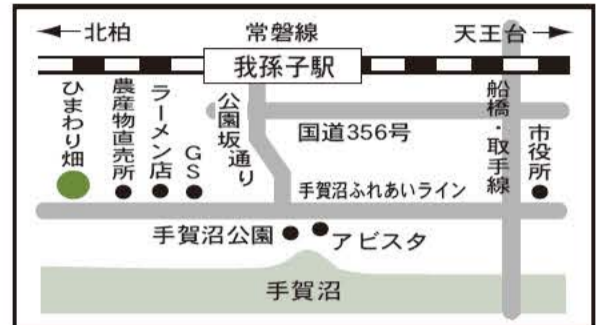 ←北柏
常磐線
天王台→
我孫子駅
ひまわり畑
農産物直売所
ラーメン店
GS
公園坂通り
国道356号
船橋・取手線
市役所
手賀沼ふれあいライン
手賀沼公園
アビスタ
手賀沼